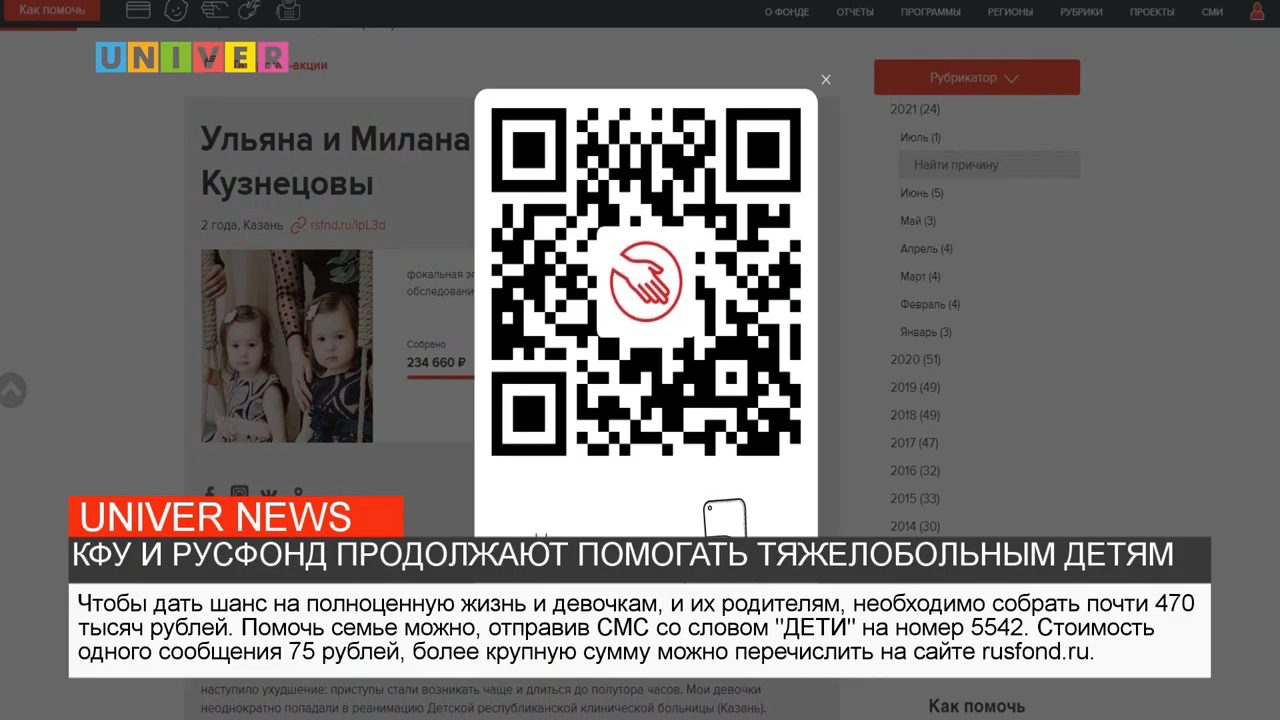 Как помочь
О ФОНДЕ ОТЧЕТЫ ПРОГРАММЫ РЕГИОНЫ РУБРИКИ ПРОЕКТЫ СМИ
UNIVER
-акции
Рубрикатор
2021 (24)
Июль (1)
Найти причину
Июнь (5)
Май (3)
Апрель (4)
Март (4)
Февраль (4)
Январь (3)
2020 (51)
2019 (49)
2018 (49)
2017 (47)
2016 (32)
2015 (33)
2014 (30)
Ульяна и Милана
Кузнецовы
2 года, Казань rsfnd.ru/lpL3d
фокальная эп
обследовани
Собрано
234 660 ₽
UNIVER NEWS
КФУ И РУСФОНД ПРОДОЛЖАЮТ ПОМОГАТЬ ТЯЖЕЛОБОЛЬНЫМ ДЕТЯМ
Чтобы дать шанс на полноценную жизнь и девочкам, и их родителям, необходимо собрать почти 470
тысяч рублей. Помочь семье можно, отправив СМС со словом "ДЕТИ" на номер 5542. Стоимость
одного сообщения 75 рублей, более крупную сумму можно перечислить на сайте rusfond.ru.
наступило ухудшение: приступы стали возникать чаще и длиться до полутора часов. Мои девочки
неоднократно попадали в реанимацию Детской республиканской клинической больницы (Казань).
Как помочь